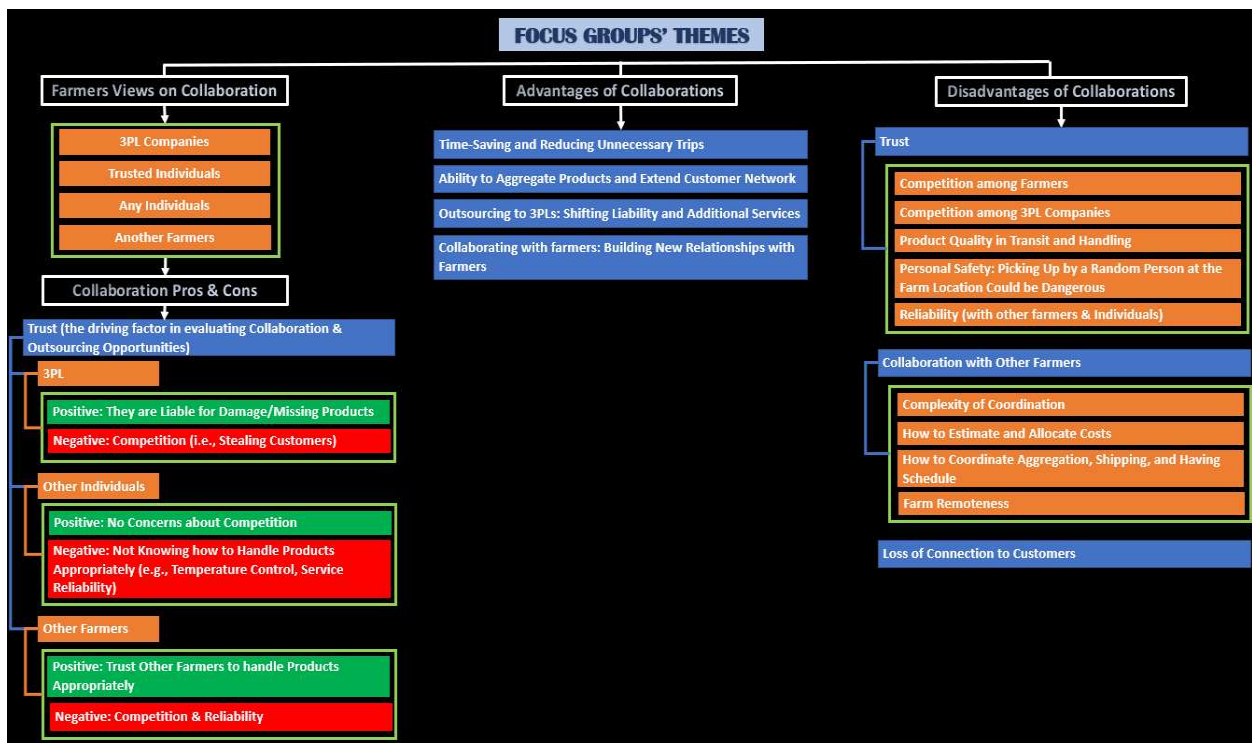 FOCUS GROUPS' THEMES
Farmers Views on Collaboration
3PL Companies
Trusted Individuals
Any Individuals
Another Farmers
Collaboration Pros & Cons
Trust (the driving factor in evaluating Collaboration &
Outsourcing Opportunities)
3PL
Positive: They are Liable for Damage/Missing Products
Negative: Competition (i.e., Stealing Customers)
Other Individuals
Positive: No Concerns about Competition
Negative: Not Knowing how to Handle Products
Appropriately (e.g., Temperature Control, Service
Reliability)
Other Farmers
Positive: Trust Other Farmers to handle Products
Appropriately
Negative: Competition & Reliability
Advantages of Collaborations
Time-Saving and Reducing Unnecessary Trips
Ability to Aggregate Products and Extend Customer Network
Outsourcing to 3PLs: Shifting Liability and Additional Services
Collaborating with farmers: Building New Relationships with
Farmers
Disadvantages of Collaborations
Trust
Competition among Farmers
Competition among 3PL Companies
Product Quality in Transit and Handling
Personal Safety: Picking Up by a Random Person at the
Farm Location Could be Dangerous
Reliability (with other farmers & Individuals)
Collaboration with Other Farmers
Complexity of Coordination
How to Estimate and Allocate Costs
How to Coordinate Aggregation, Shipping, and Having
Schedule
Farm Remoteness
Loss of Connection to Customers